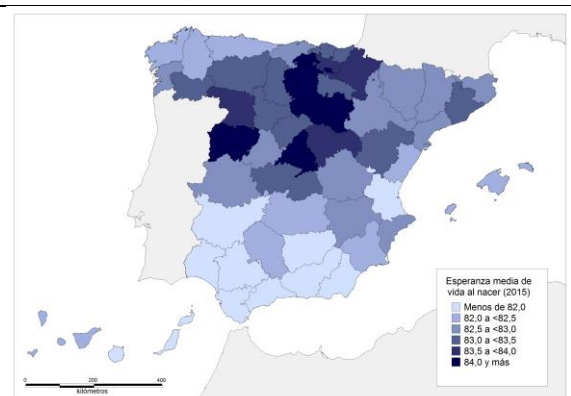 Esperanza media de
vida al nacer (2015)
Menos de 82,0
82,0 a <82,5
82,5 a <83,0
83,0 a <83,5
83,5 a <84,0
84,0 y más
0 200 400
kilómetros